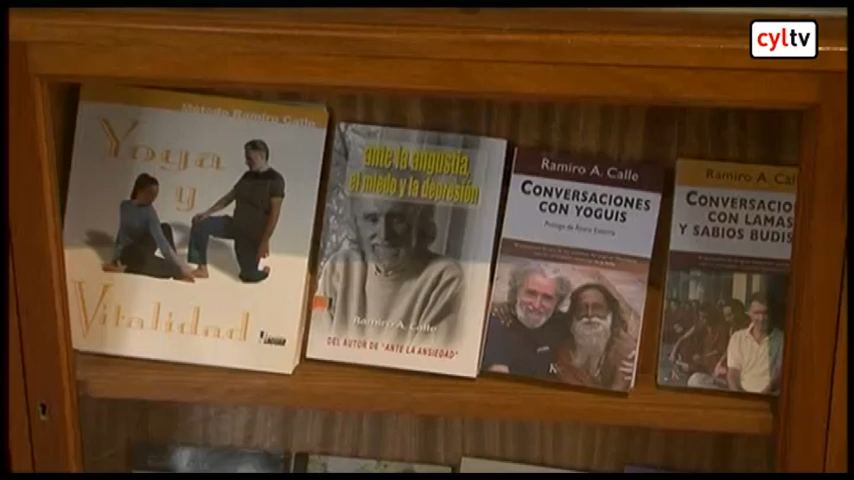 cyltv
Método Ramiro Calle
Yoga
y
Vitalidad
ante la angustia,
el miedo y la depresión
Ramiro A. Calle
DEL AUTOR DE "ANTE LA ANSIEDAD"
RAMIRO A. CALLE
CONVERSACIONES
CON YOGUIS
RAMIRO A. CAL
CONVERSACIO
CON LAMAS
Y SABIOS BUDIS